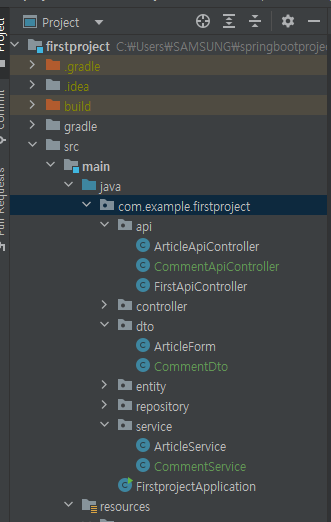 Project
firstproject C:₩Users₩SAMSUNG₩springbootproje
.gradle
.idea
build
gradle
src
main
java
com.example.firstproject
api
ArticleApiController
CommentApiController
FirstApiController
controller
dto
ArticleForm
CommentDto
entity
repository
service
ArticleService
CommentService
FirstprojectApplication
resources
Project
Commit
Pull Requests